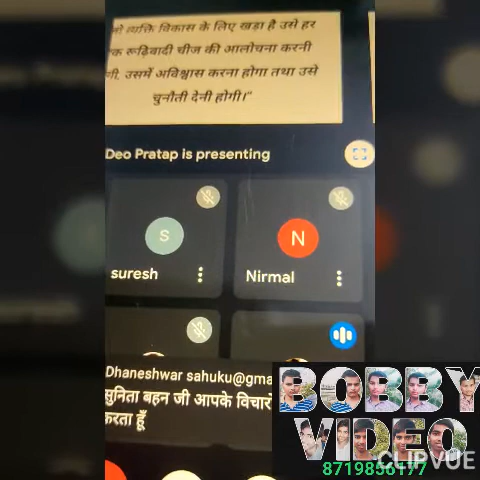 जो व्यक्ति विकास के लिए खड़ा है उसे हर
एक रूढ़िवादी चीज की आलोचना करनी
होगी, उसमें अविश्वास करना होगा तथा उसे
चुनौती देनी होगी।"
Deo Pratap is presenting
S
N
suresh
Nirmal
Dhaneshwar sahuku@gma
सुनिता बहन जी आपके विचारो
करता हूँ
BOBBY
VIDEO
CLIPVUE
8719856177